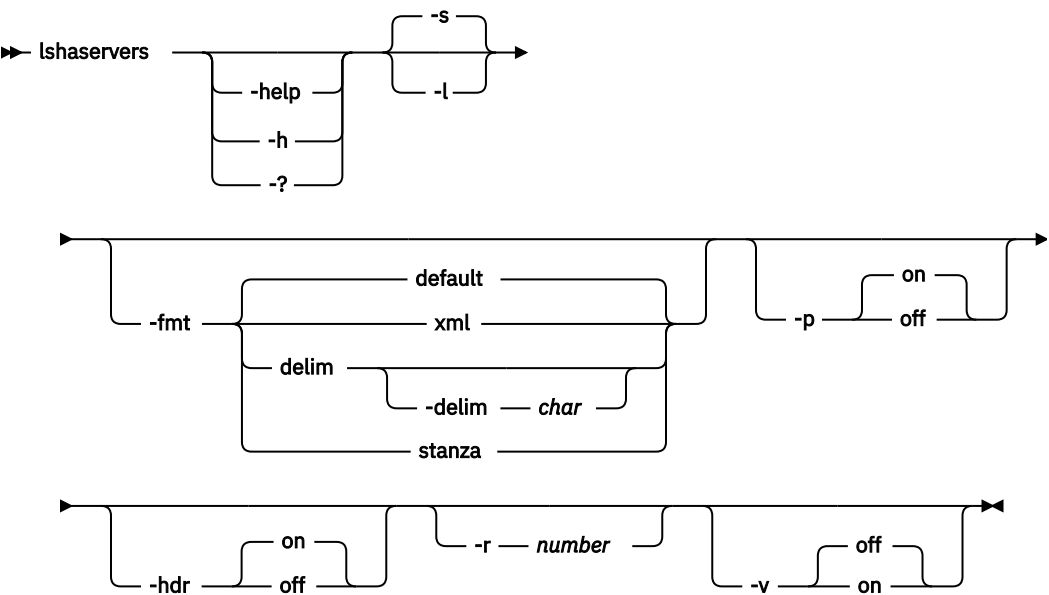 -s
lshaservers
-help
-l
-h
-?
default
on
-fmt
xml
-p
off
delim
-delim char
stanza
on
-r number
off
-hdr
off
-v
on